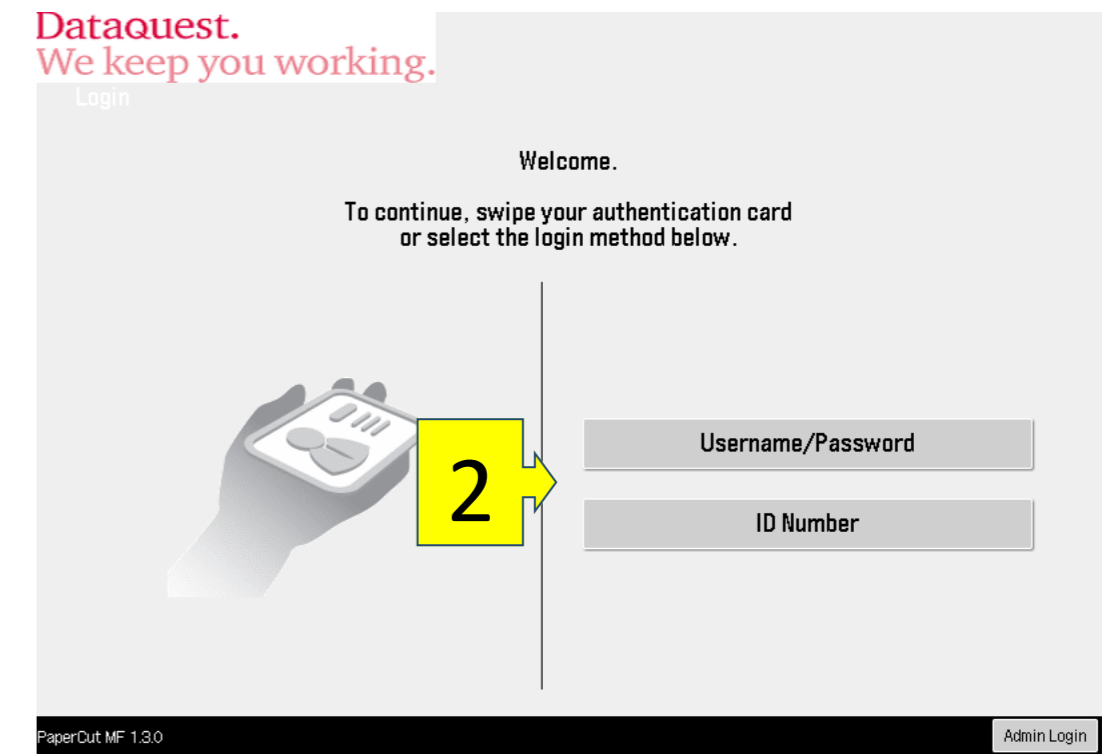 Dataquest.
We keep you working.
Login
Welcome.
To continue, swipe your authentication card
or select the login method below.
2
Username/Password
ID Number
PaperCut MF 1.3.0
Admin Login